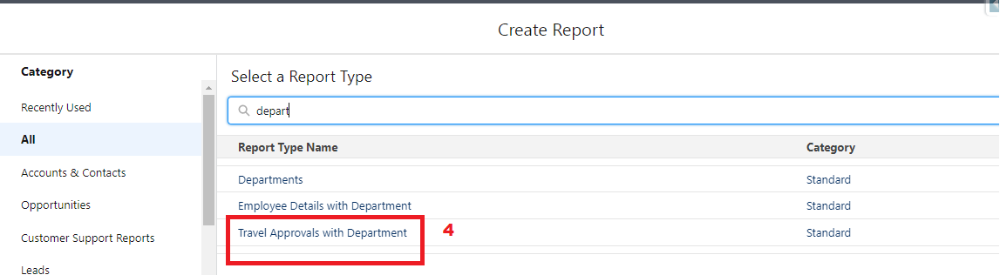 Create Report
Category
Recently Used
All
Accounts & Contacts
Opportunities
Customer Support Reports
Leads
Select a Report Type
depart
Report Type Name Category
Departments Standard
Employee Details with Department Standard
Travel Approvals with Department Standard
4